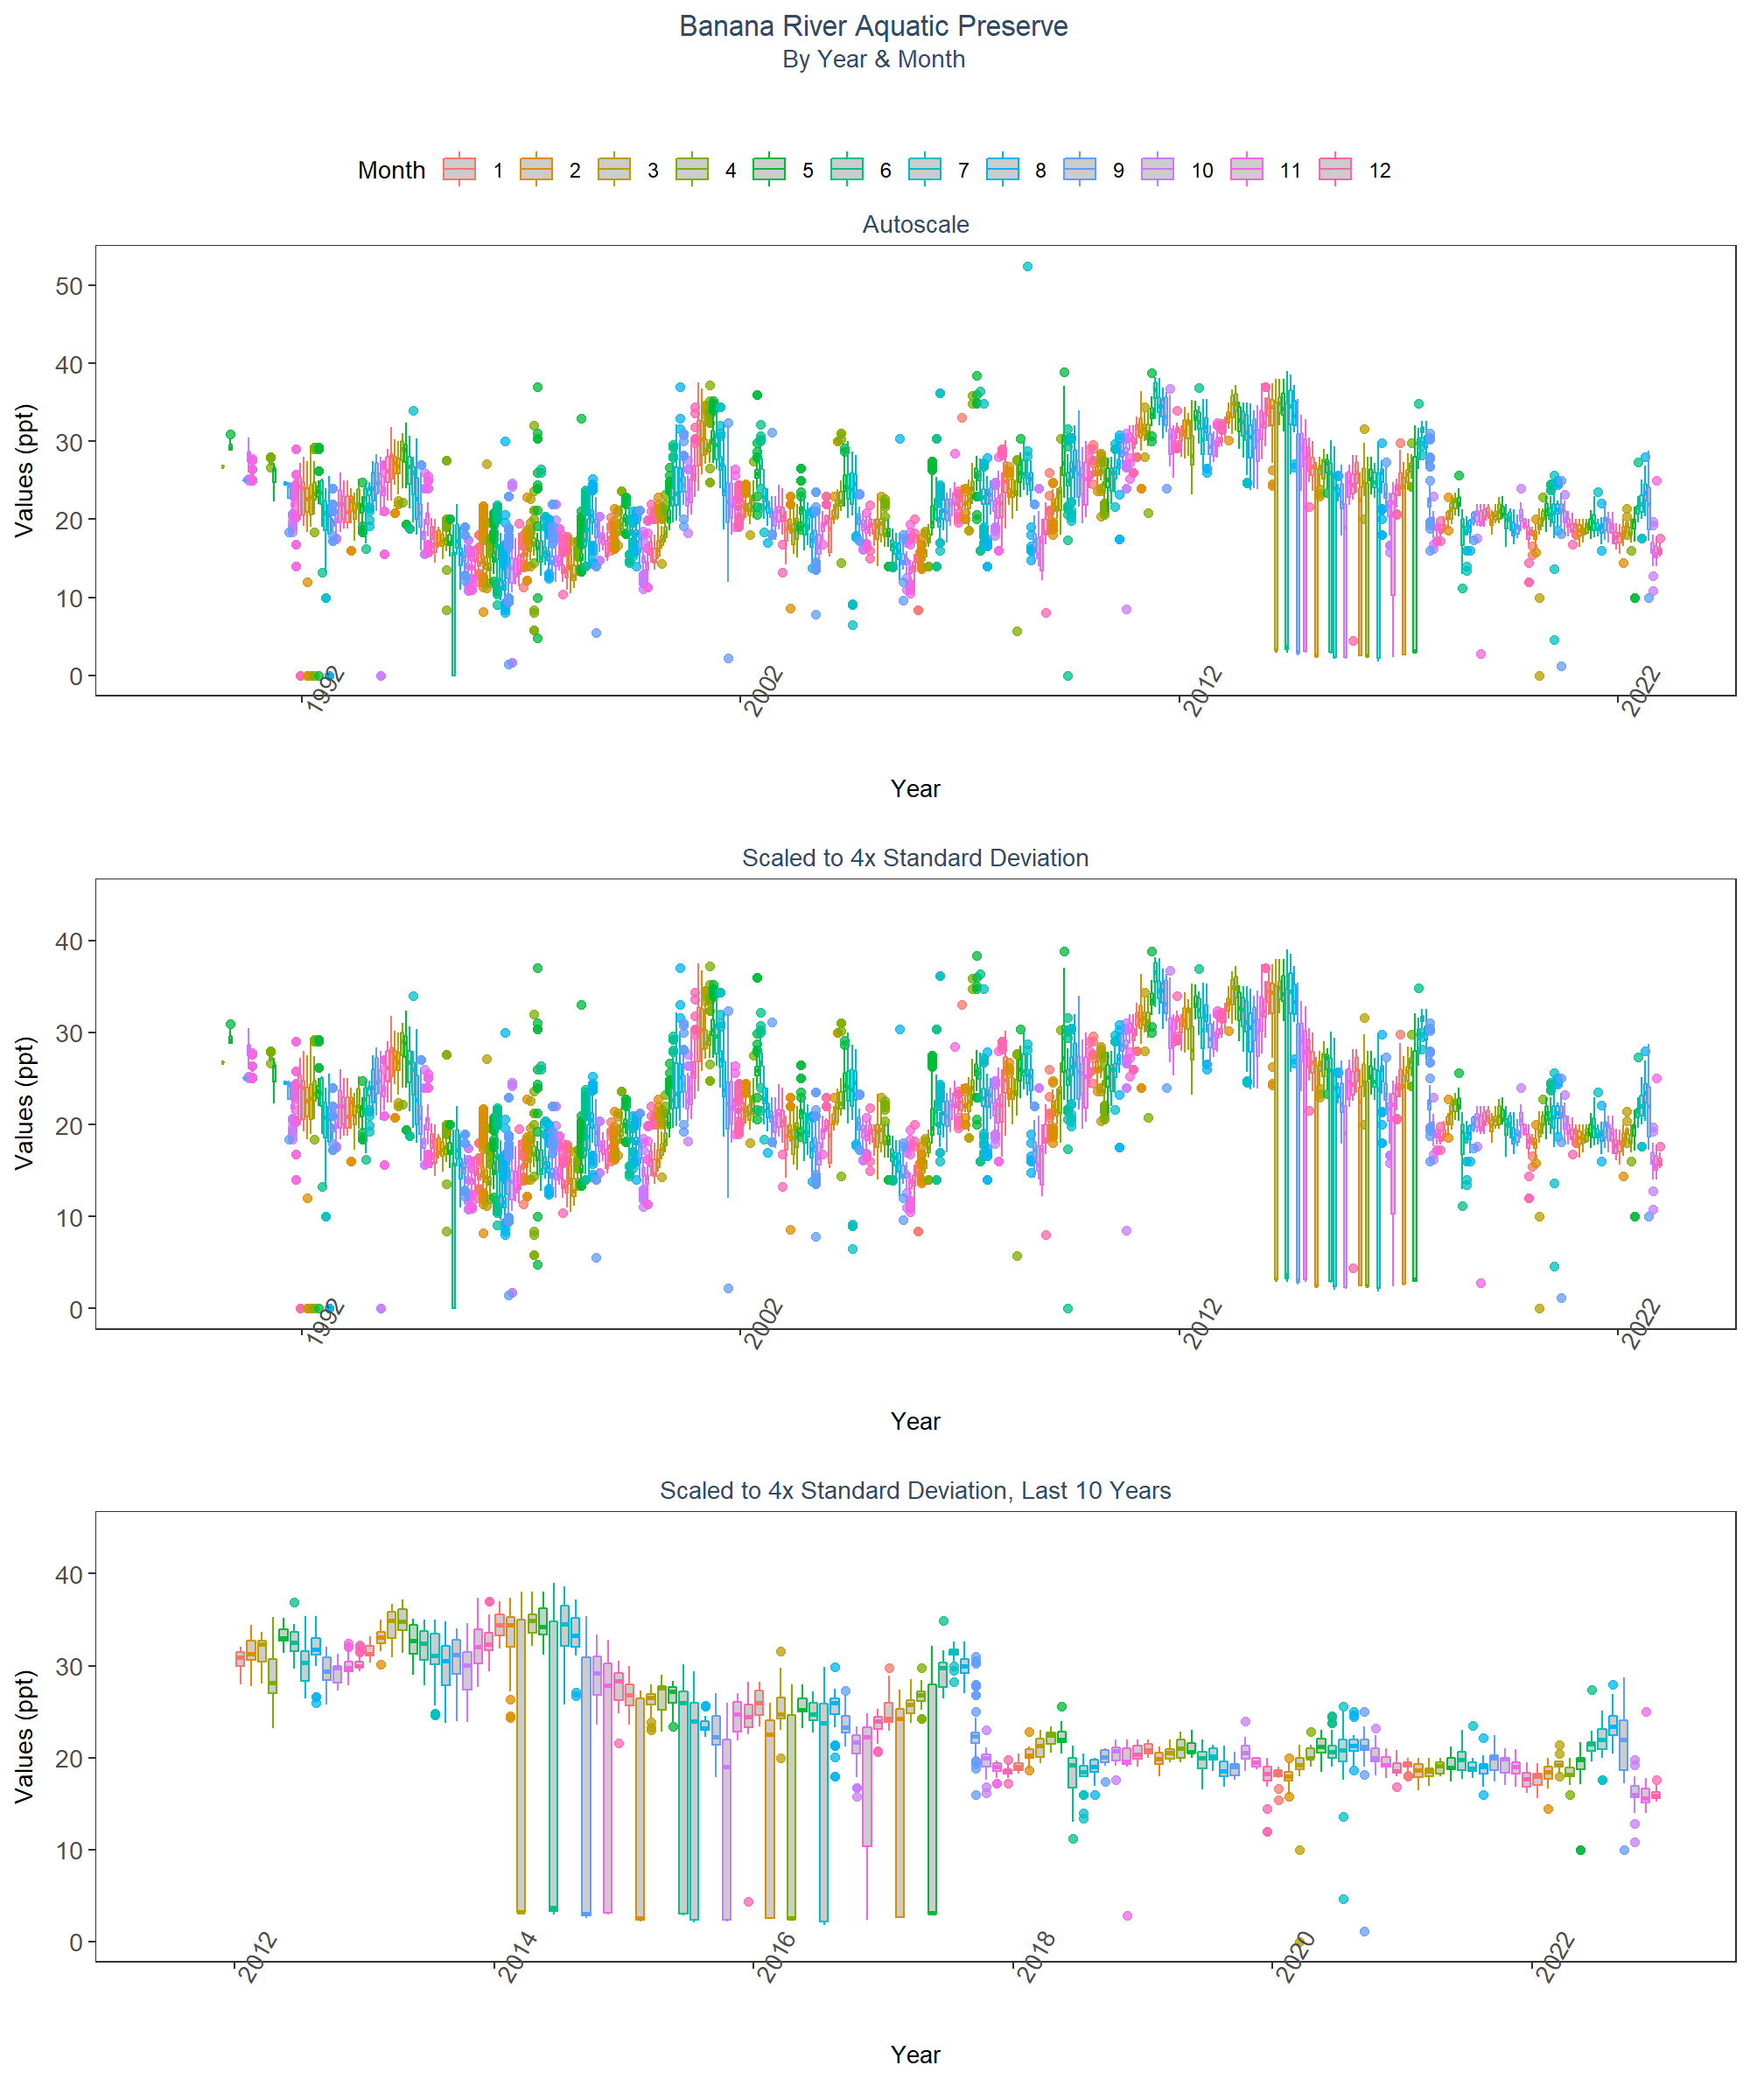 Banana River Aquatic Preserve
By Year & Month
Month 1 2 3 4 5 6 7 8 9 10 11 12
Autoscale
Values (ppt)
50
40
30
20
10
0
1992 2002 2012 2022
Year
Scaled to 4x Standard Deviation
Values (ppt)
40
30
20
10
0
1992 2002 2012 2022
Year
Scaled to 4x Standard Deviation, Last 10 Years
Values (ppt)
40
30
20
10
0
2012 2014 2016 2018 2020 2022
Year